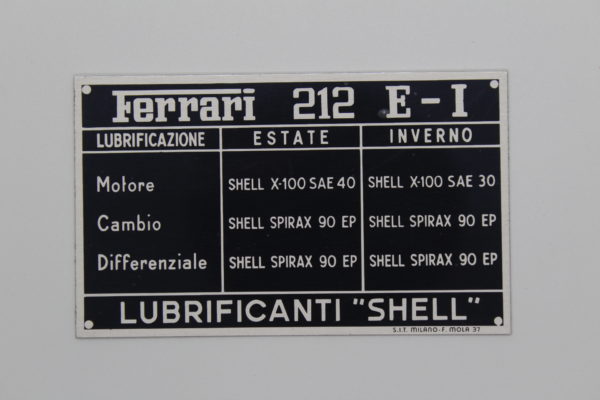 Ferrari 212 E-I
LUBRIFICAZIONE ESTATE INVERNO
Motore SHELL X-100 SAE 40 SHELL X-100 SAE 30
Cambio SHELL SPIRAX 90 EP SHELL SPIRAX 90 EP
Differenziale SHELL SPIRAX 90 EP SHELL SPIRAX 90 EP
LUBRIFICANTI "SHELL"
S.I.T. MILANO-F. MOLA 37